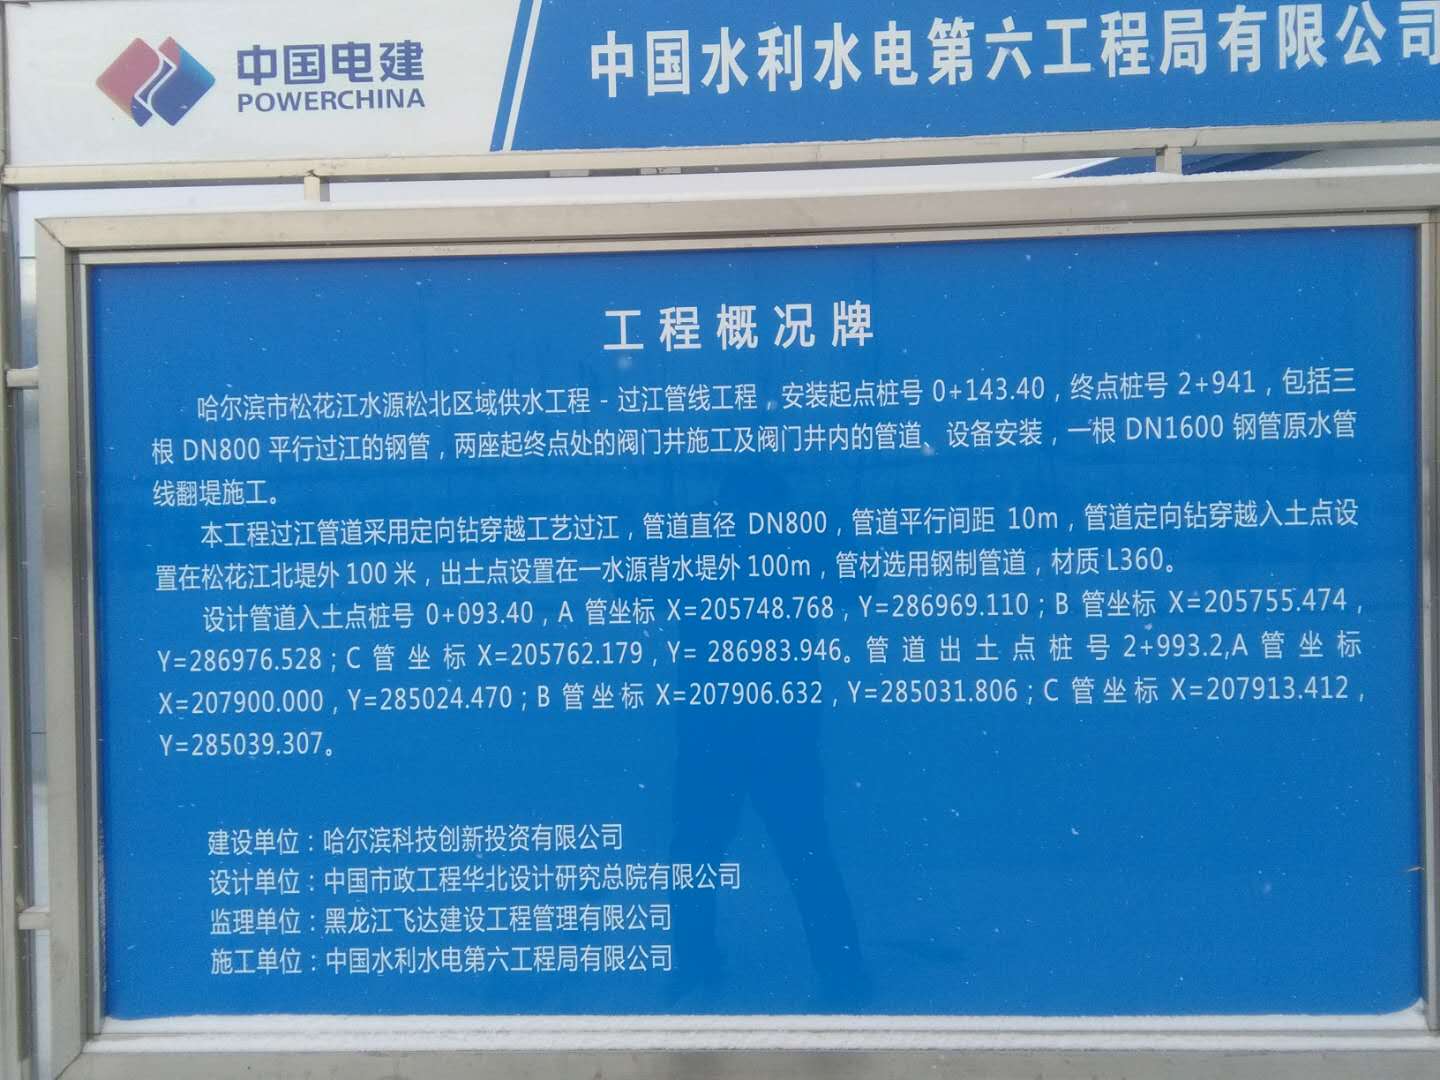 中国电建
POWERCHINA
中国水利水电第六工程局有限公司
工程概况牌
哈尔滨市松花江水源松北区域供水工程-过江管线工程，安装起点桩号 0+143.40，终点桩号 2+941，包括三
根 DN800 平行过江的钢管，两座起终点处的阀门井施工及阀门井内的管道、设备安装，一根 DN1600 钢管原水管
线翻堤施工。
本工程过江管道采用定向钻穿越工艺过江，管道直径 DN800，管道平行间距 10m，管道定向钻穿越入土点设
置在松花江北堤外 100 米，出土点设置在一水源背水堤外 100m，管材选用钢制管道，材质 L360。
设计管道入土点桩号 0+093.40，A 管坐标 X=205748.768，Y=286969.110；B 管坐标 X=205755.474，
Y=286976.528；C 管坐标 X=205762.179，Y= 286983.946。管道出土点桩号 2+993.2,A 管坐标
X=207900.000，Y=285024.470；B 管坐标 X=207906.632，Y=285031.806；C 管坐标 X=207913.412，
Y=285039.307。
建设单位：哈尔滨科技创新投资有限公司
设计单位：中国市政工程华北设计研究总院有限公司
监理单位：黑龙江飞达建设工程管理有限公司
施工单位：中国水利水电第六工程局有限公司